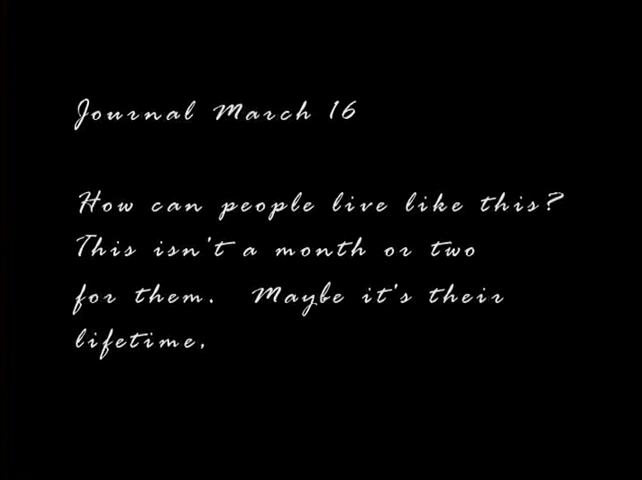 Journal March 16
How can people live like this?
This isn't a month or two
for them. Maybe it's their
lifetime.